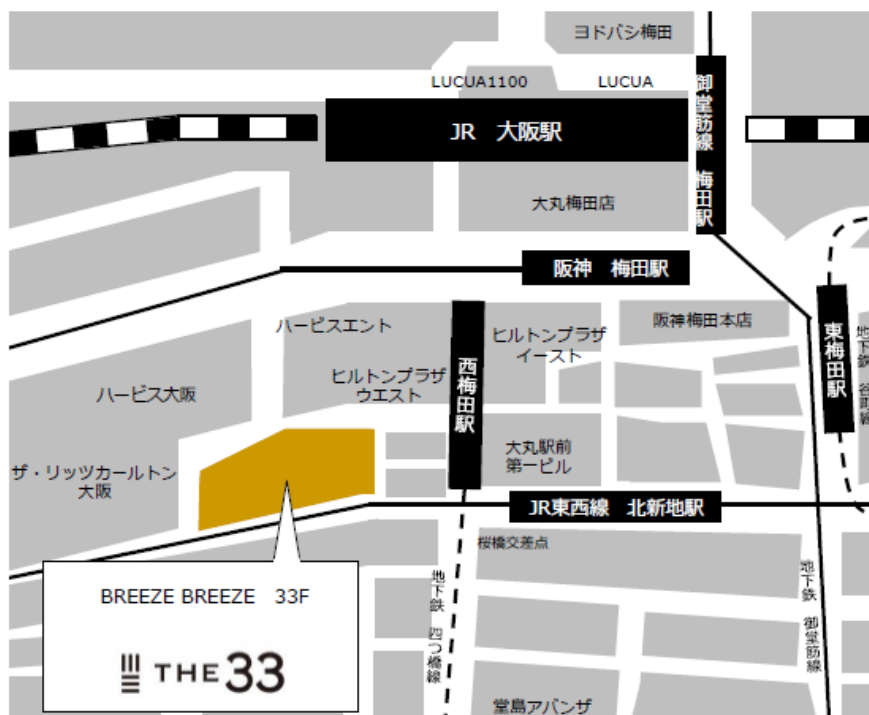 ヨドバシ梅田
LUCUA1100
LUCUA
御堂筋線 梅田駅
JR 大阪駅
大丸梅田店
阪神 梅田駅
ハービスエント
西梅田駅
ヒルトンプラザ
イースト
阪神梅田本店
東梅田駅
地下鉄 谷町線
ハービス大阪
ヒルトンプラザ
ウエスト
ザ・リッツカールトン
大阪
大丸駅前
第一ビル
JR東西線 北新地駅
桜橋交差点
BREEZE BREEZE 33F
THE 33
地下鉄 四つ橋線
地下鉄 御堂筋線
堂島アバンザ